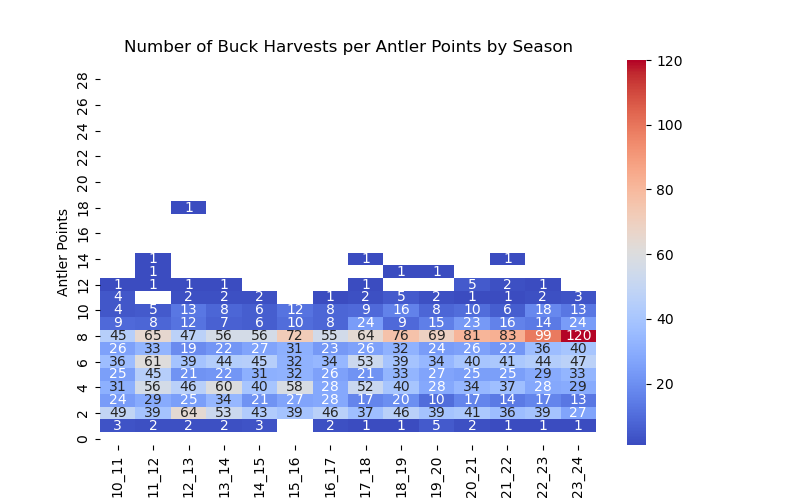 Number of Buck Harvests per Antler Points by Season
Antler Points
28
26
24
22
20
18 1
16
14 1 1 1
1 1 1
12 1 1 1 1 1 5 2 1
4 2 2 2 1 2 5 2 1 1 2 3
10 4 5 13 8 6 12 8 9 16 8 10 6 18 13
9 8 12 7 6 10 8 24 9 15 23 16 14 24
8 45 65 47 56 56 72 55 64 76 69 81 83 99 120
26 33 19 22 27 31 23 26 32 24 26 22 36 40
6 36 61 39 44 45 32 34 53 39 34 40 41 44 47
25 45 21 22 31 32 26 21 33 27 25 25 29 33
4 31 56 46 60 40 58 28 52 40 28 34 37 28 29
24 29 25 34 21 27 28 17 20 10 17 14 17 13
2 49 39 64 53 43 39 46 37 46 39 41 36 39 27
3 2 2 2 3 2 1 1 5 2 1 1 1
0
10_11 11_12 12_13 13_14 14_15 15_16 16_17 17_18 18_19 19_20 20_21 21_22 22_23 23_24
120
100
80
60
40
20